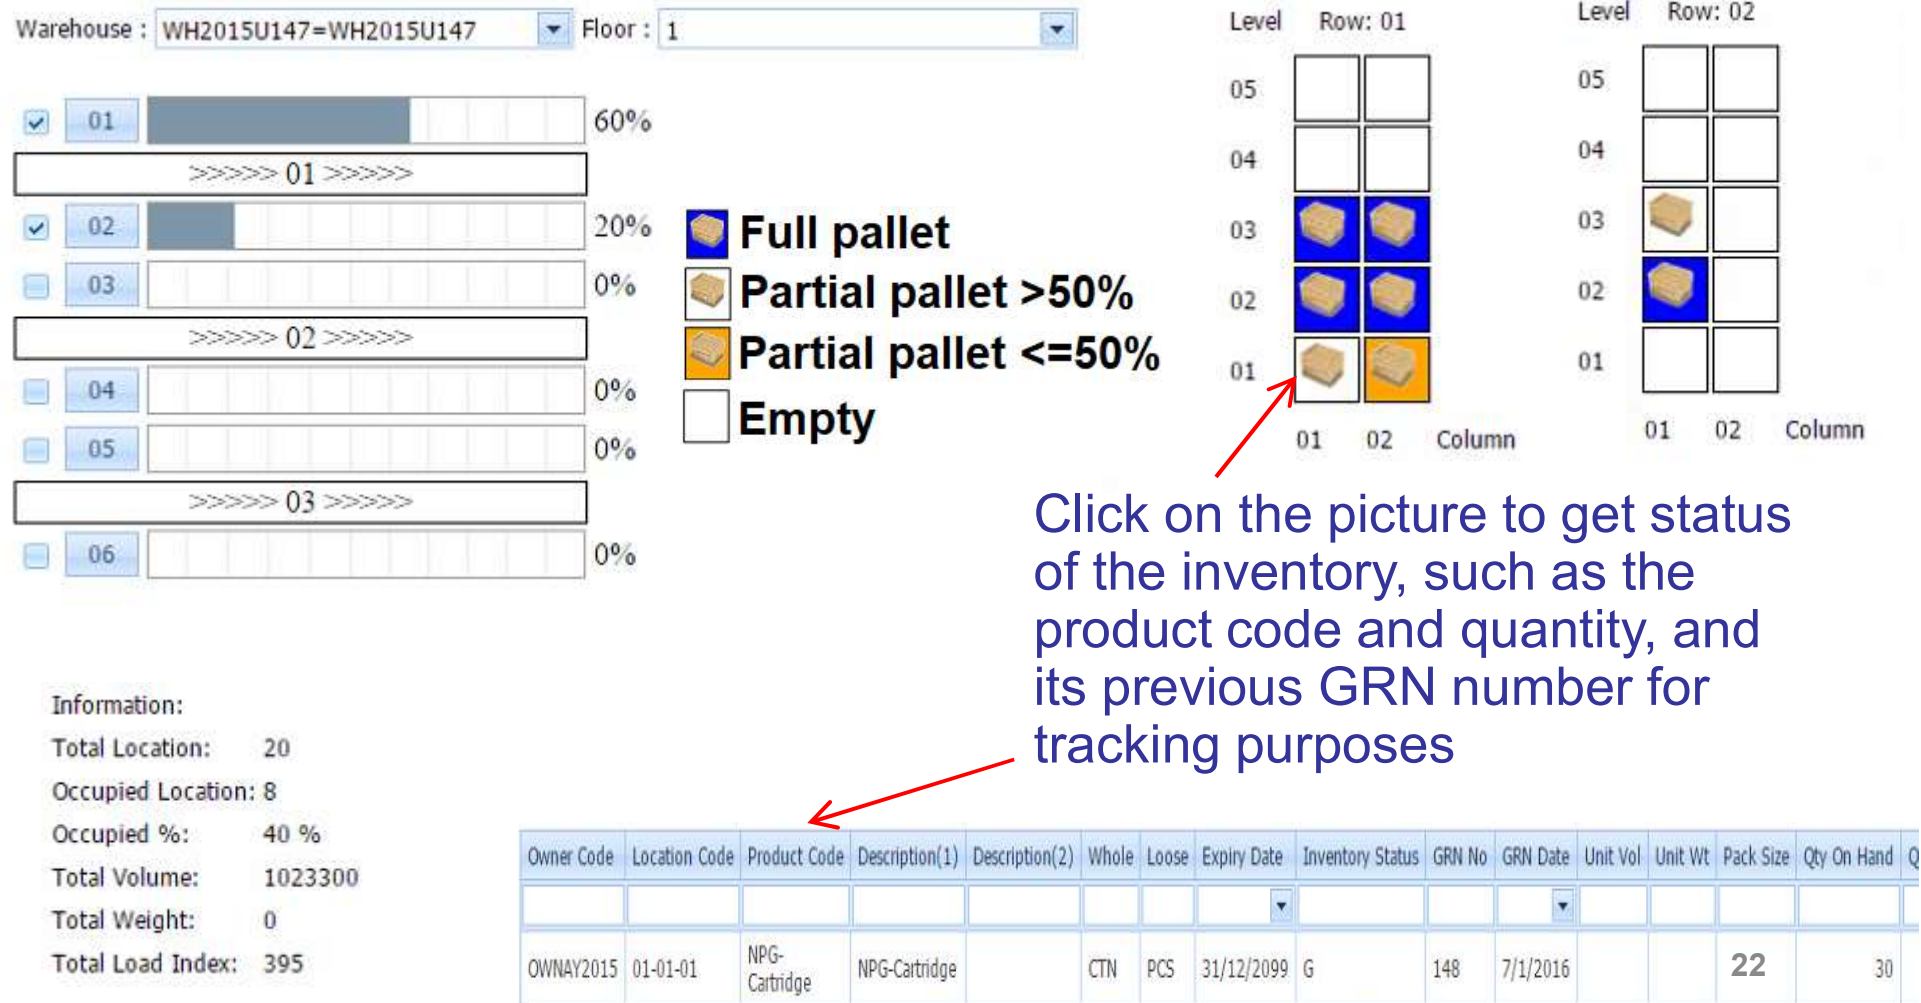 Warehouse : WH2015U147=WH2015U147 Floor : 1
01 60%
>>>>> 01 >>>>>
02 20%
03 0%
>>>>> 02 >>>>>
04 0%
05 0%
>>>>> 03 >>>>>
06 0%
Full pallet
Partial pallet >50%
Partial pallet <=50%
Empty
Level Row: 01
05
04
03
02
01
01 02 Column
Level Row: 02
05
04
03
02
01
01 02 Column
Click on the picture to get status
of the inventory, such as the
product code and quantity, and
its previous GRN number for
tracking purposes
Information:
Total Location: 20
Occupied Location: 8
Occupied %: 40 %
Total Volume: 1023300
Total Weight: 0
Total Load Index: 395
Owner Code Location Code Product Code Description(1) Description(2) Whole Loose Expiry Date Inventory Status GRN No GRN Date Unit Vol Unit Wt Pack Size Qty On Hand
OWNAY2015 01-01-01 NPG-Cartridge NPG-Cartridge CTN PCS 31/12/2099 G 148 7/1/2016 30
22